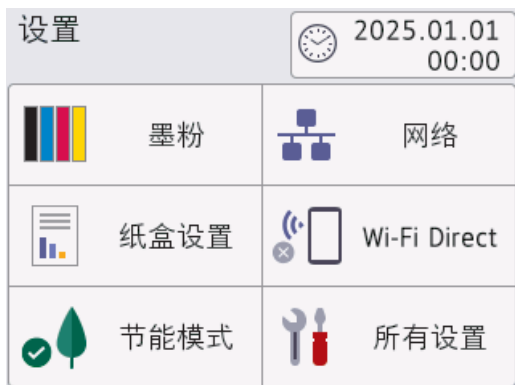 设置
2025.01.01
00:00
墨粉
网络
纸盒设置
Wi-Fi Direct
节能模式
所有设置